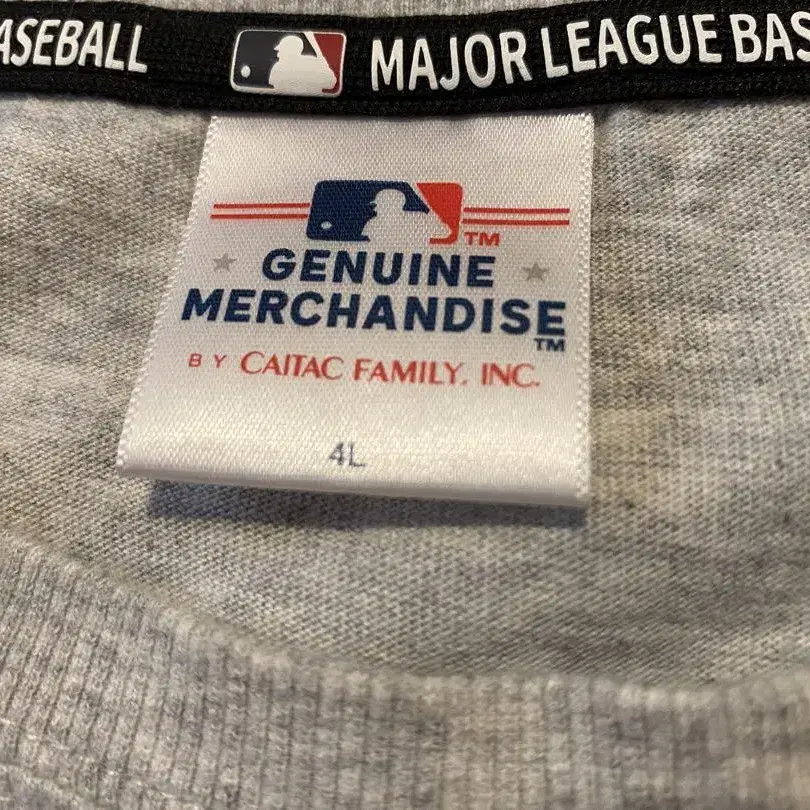 ASEBALL MAJOR LEAGUE BAS
TM
GENUINE
MERCHANDISE
TM
BY CAITAC FAMILY, INC.
4L